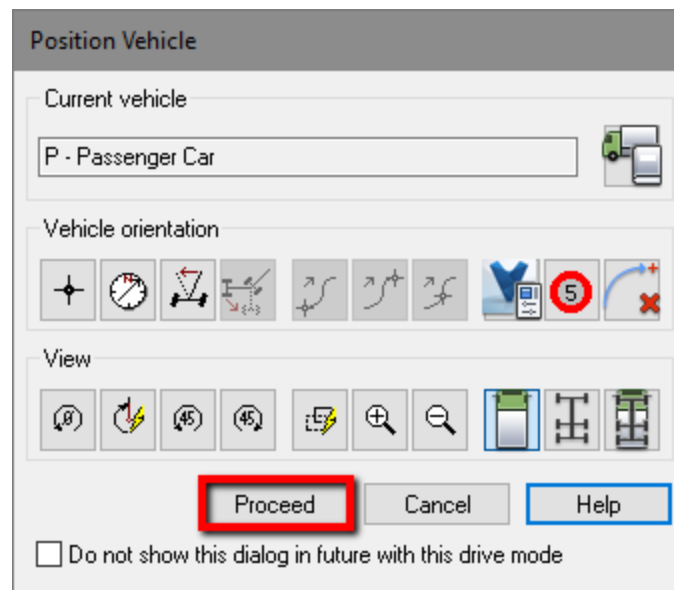 Position Vehicle
Current vehicle
P - Passenger Car
Vehicle orientation
5
View
0 45 45
Proceed Cancel Help
Do not show this dialog in future with this drive mode